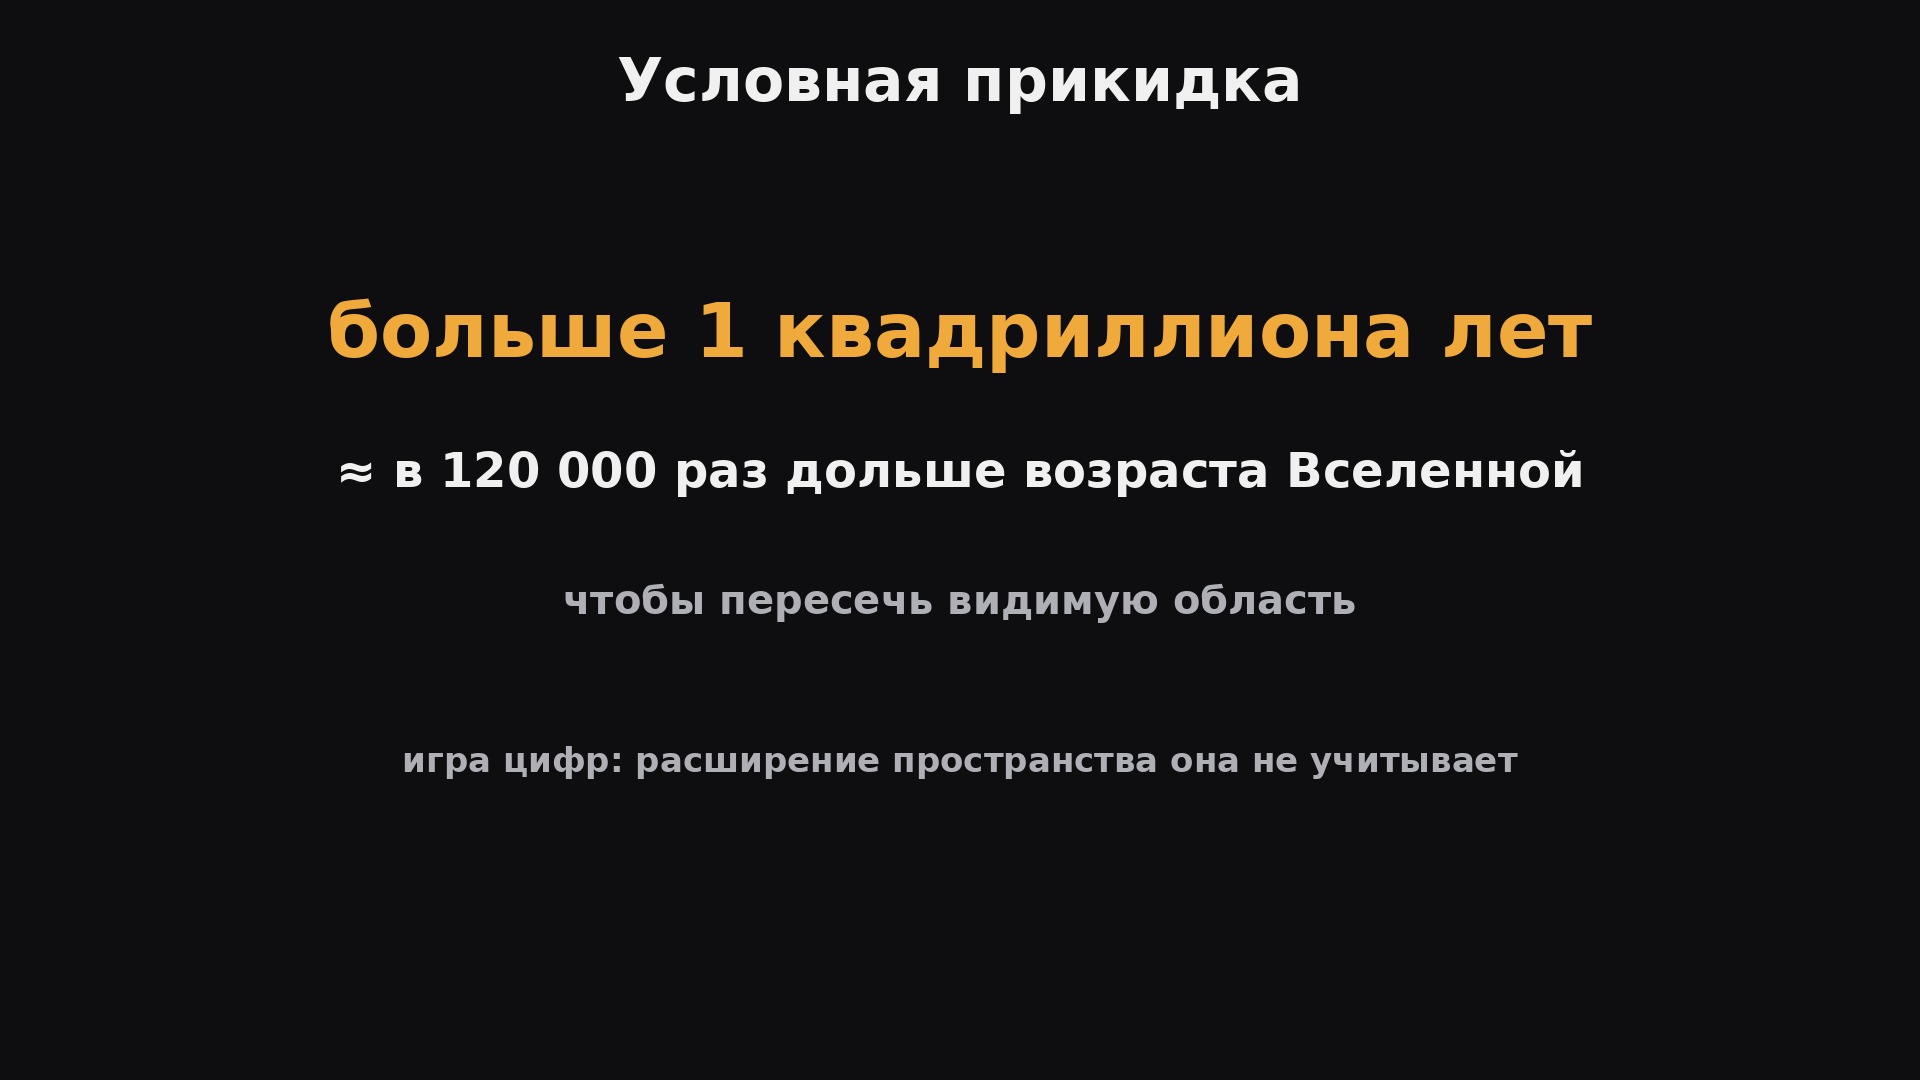 Условная прикидка
больше 1 квадриллиона лет
≈ в 120 000 раз дольше возраста Вселенной
чтобы пересечь видимую область
игра цифр: расширение пространства она не учитывает